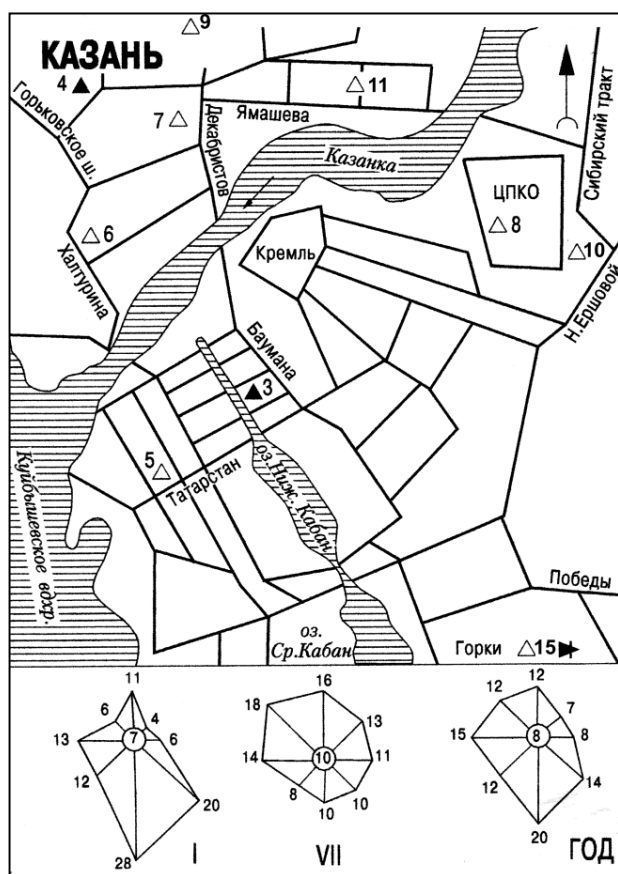 9
КАЗАНЬ
4
11
Горьковское ш.
7
Декабристов
Ямашева
Казанка
Сибирский тракт
ЦПКО
8
10
6
Халтурина
Кремль
Н.Ершовой
Баумана
3
5
Татарстан
оз. Ниж. Кабан
Куйбышевское вдхр.
Победы
оз.
Ср.Кабан
Горки
15
11
6
4
13
7
6
12
20
28
I
16
18
13
14
10
11
8
10
10
VII
12
12
7
15
8
8
12
14
20
ГОД